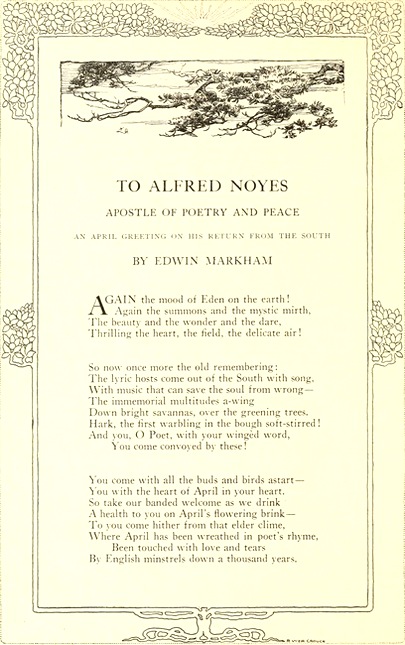 TO ALFRED NOYES
APOSTLE OF POETRY AND PEACE
AN APRIL GREETING ON HIS RETURN FROM THE SOUTH
BY EDWIN MARKHAM
AGAIN the mood of Eden on the earth!
Again the summons and the mystic mirth,
The beauty and the wonder and the dare,
Thrilling the heart, the field, the delicate air!
So now once more the old remembering:
The lyric hosts come out of the South with song,
With music that can save the soul from wrong—
The immemorial multitudes a-wing
Down bright savannas, over the greening trees.
Hark, the first warbling in the bough soft-stirred!
And you, O Poet, with your wingèd word,
You come convoyed by these!
You come with all the buds and birds astart—
You with the heart of April in your heart.
So take our banded welcome as we drink
A health to you on April's flowering brink—
To you come hither from that elder clime,
Where April has been wreathed in poet's rhyme,
Been touched with love and tears
By English minstrels down a thousand years.